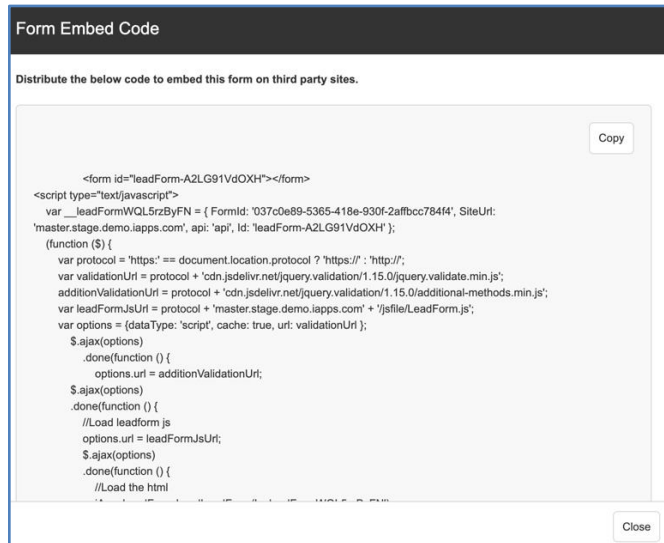 Form Embed Code
Distribute the below code to embed this form on third party sites.
Copy
<form id="leadForm-A2LG91VdOXH"></form>
<script type="text/javascript">
var __leadFormWQL5rzByFN = { FormId: '037c0e89-5365-418e-930f-2affbcc784f4', SiteUrl:
'master.stage.demo.iapps.com', api: 'api', Id: 'leadForm-A2LG91VdOXH' };
(function ($) {
var protocol = 'https:' == document.location.protocol ? 'https://' : 'http://';
var validationUrl = protocol + 'cdn.jsdelivr.net/jquery.validation/1.15.0/jquery.validate.min.js';
additionValidationUrl = protocol + 'cdn.jsdelivr.net/jquery.validation/1.15.0/additional-methods.min.js';
var leadFormJsUrl = protocol + 'master.stage.demo.iapps.com' + '/jsfile/LeadForm.js';
var options = {dataType: 'script', cache: true, url: validationUrl };
$.ajax(options)
.done(function () {
options.url = additionValidationUrl;
$.ajax(options)
.done(function () {
//Load leadform js
options.url = leadFormJsUrl;
$.ajax(options)
.done(function () {
//Load the html
Close